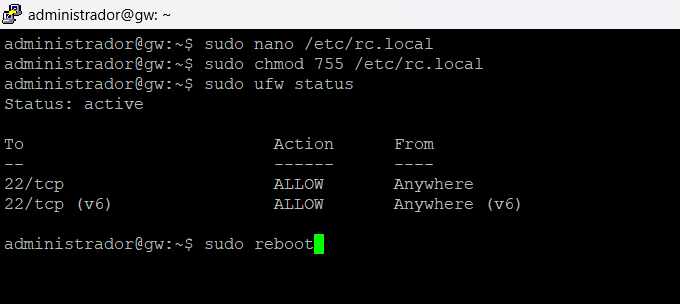 administrador@gw: ~
administrador@gw:~$ sudo nano /etc/rc.local
administrador@gw:~$ sudo chmod 755 /etc/rc.local
administrador@gw:~$ sudo ufw status
Status: active
To                         Action      From
--                         ------      ----
22/tcp                     ALLOW       Anywhere
22/tcp (v6)                ALLOW       Anywhere (v6)
administrador@gw:~$ sudo reboot